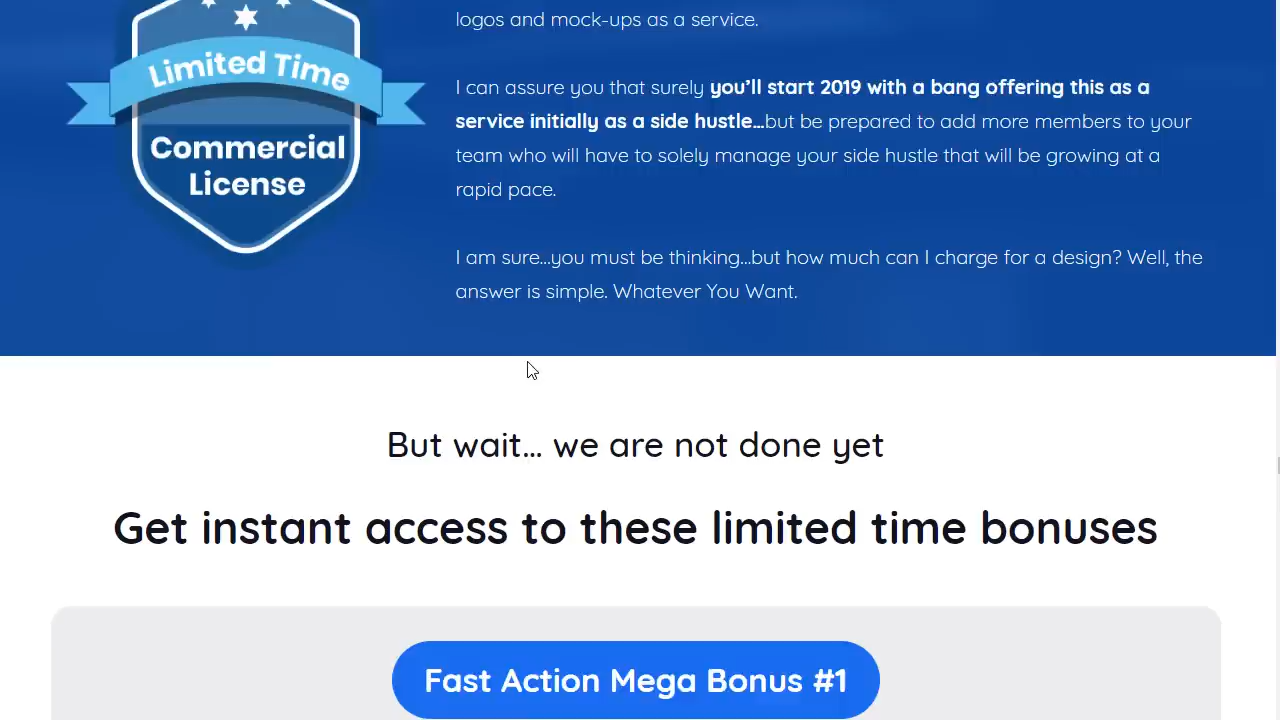 logos and mock-ups as a service.
Limited Time
Commercial
License
I can assure you that surely you’ll start 2019 with a bang offering this as a
service initially as a side hustle...but be prepared to add more members to your
team who will have to solely manage your side hustle that will be growing at a
rapid pace.
I am sure...you must be thinking...but how much can I charge for a design? Well, the
answer is simple. Whatever You Want.
But wait... we are not done yet
Get instant access to these limited time bonuses
Fast Action Mega Bonus #1